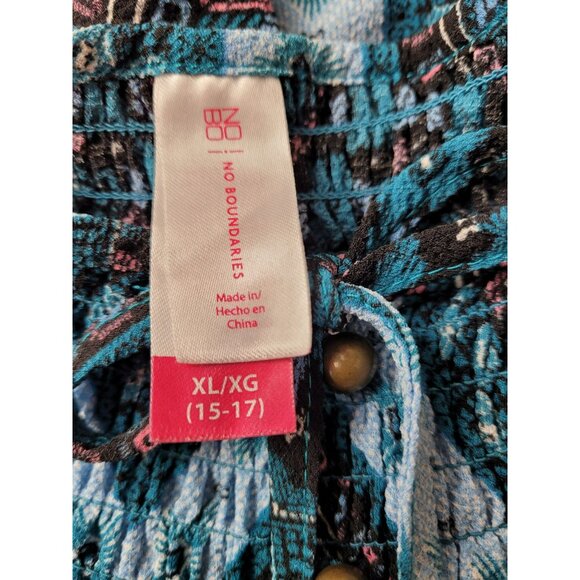 NO
BO
NO BOUNDARIES
Made in/
Hecho en
China
XL/XG
(15-17)